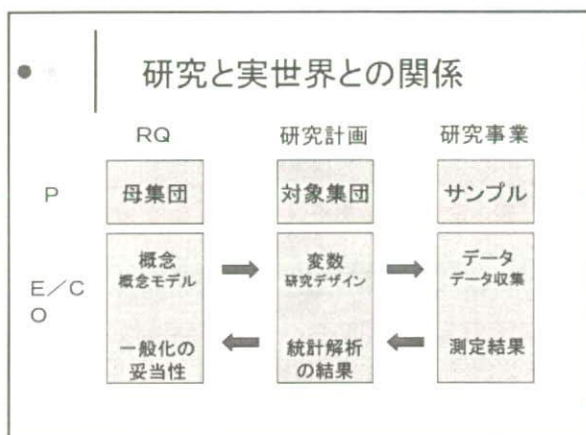 研究と実世界との関係
RQ 研究計画 研究事業
P 母集団 対象集団 サンプル
E/C
O
概念
概念モデル
変数
研究デザイン
データ
データ収集
一般化の
妥当性
統計解析
の結果
測定結果